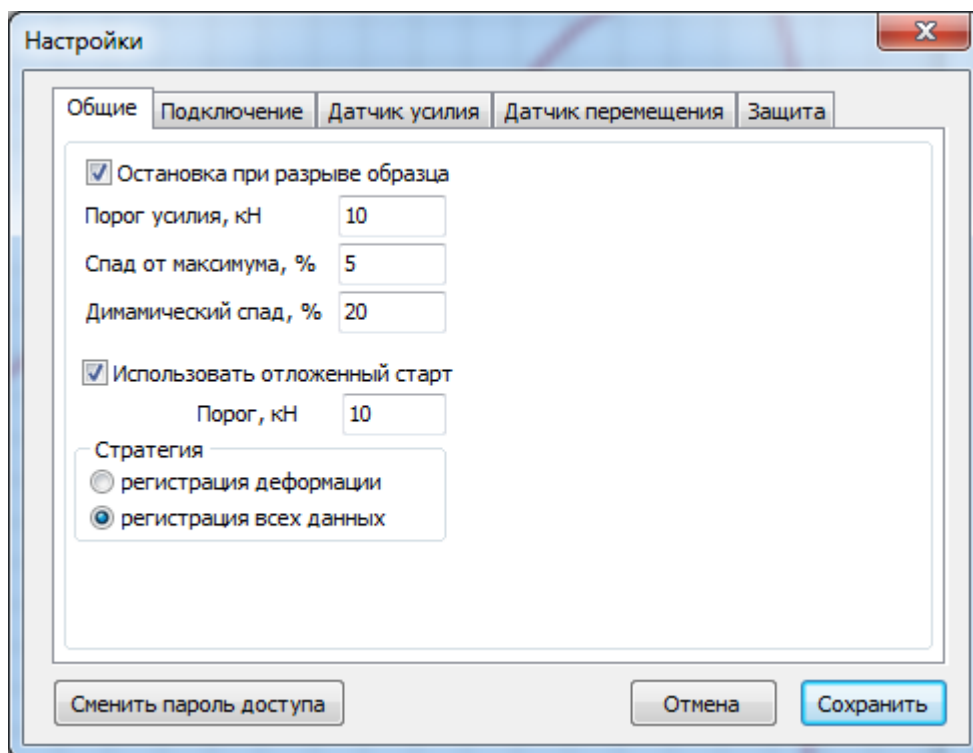 Настройки
Общие Подключение Датчик усилия Датчик перемещения Защита
Остановка при разрыве образца
Порог усилия, кН 10
Спад от максимума, % 5
Димамический спад, % 20
Использовать отложенный старт
Порог, кН 10
Стратегия
регистрация деформации
регистрация всех данных
Сменить пароль доступа Отмена Сохранить